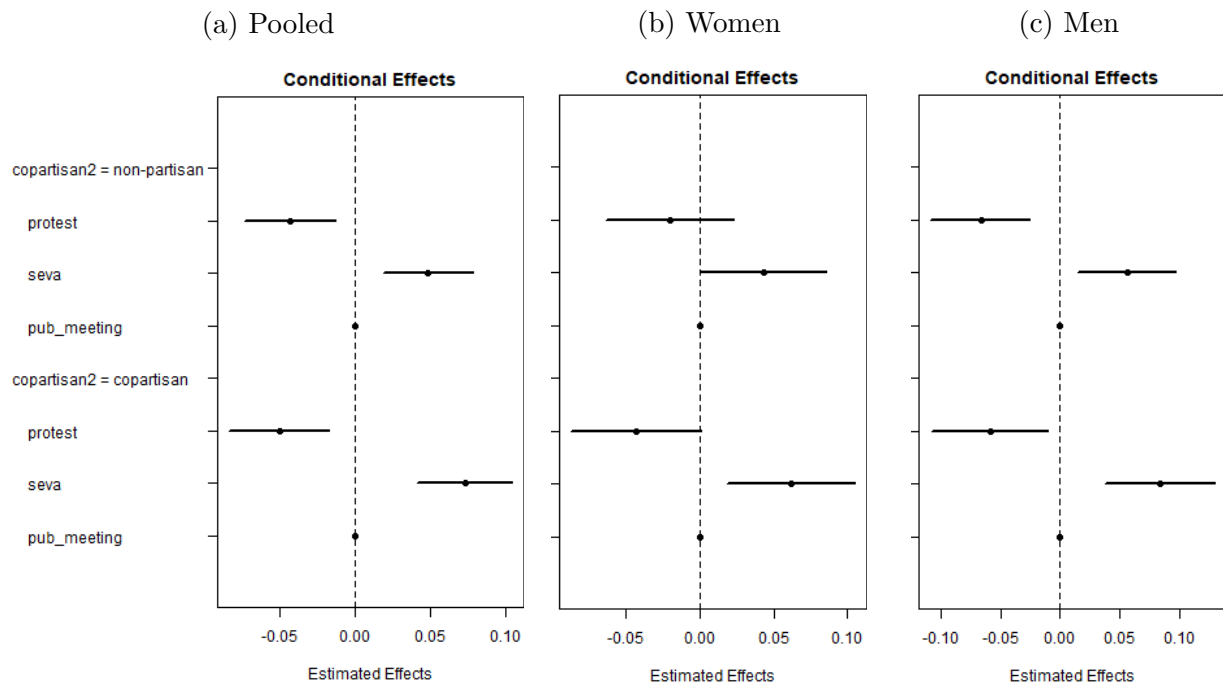 (a) Pooled
(b) Women
(c) Men
Conditional Effects
Conditional Effects
Conditional Effects
copartisan2 = non-partisan
protest
seva
pub_meeting
copartisan2 = copartisan
protest
seva
pub_meeting
-0.05 0.00 0.05 0.10
-0.05 0.00 0.05 0.10
-0.10 -0.05 0.00 0.05 0.10
Estimated Effects
Estimated Effects
Estimated Effects